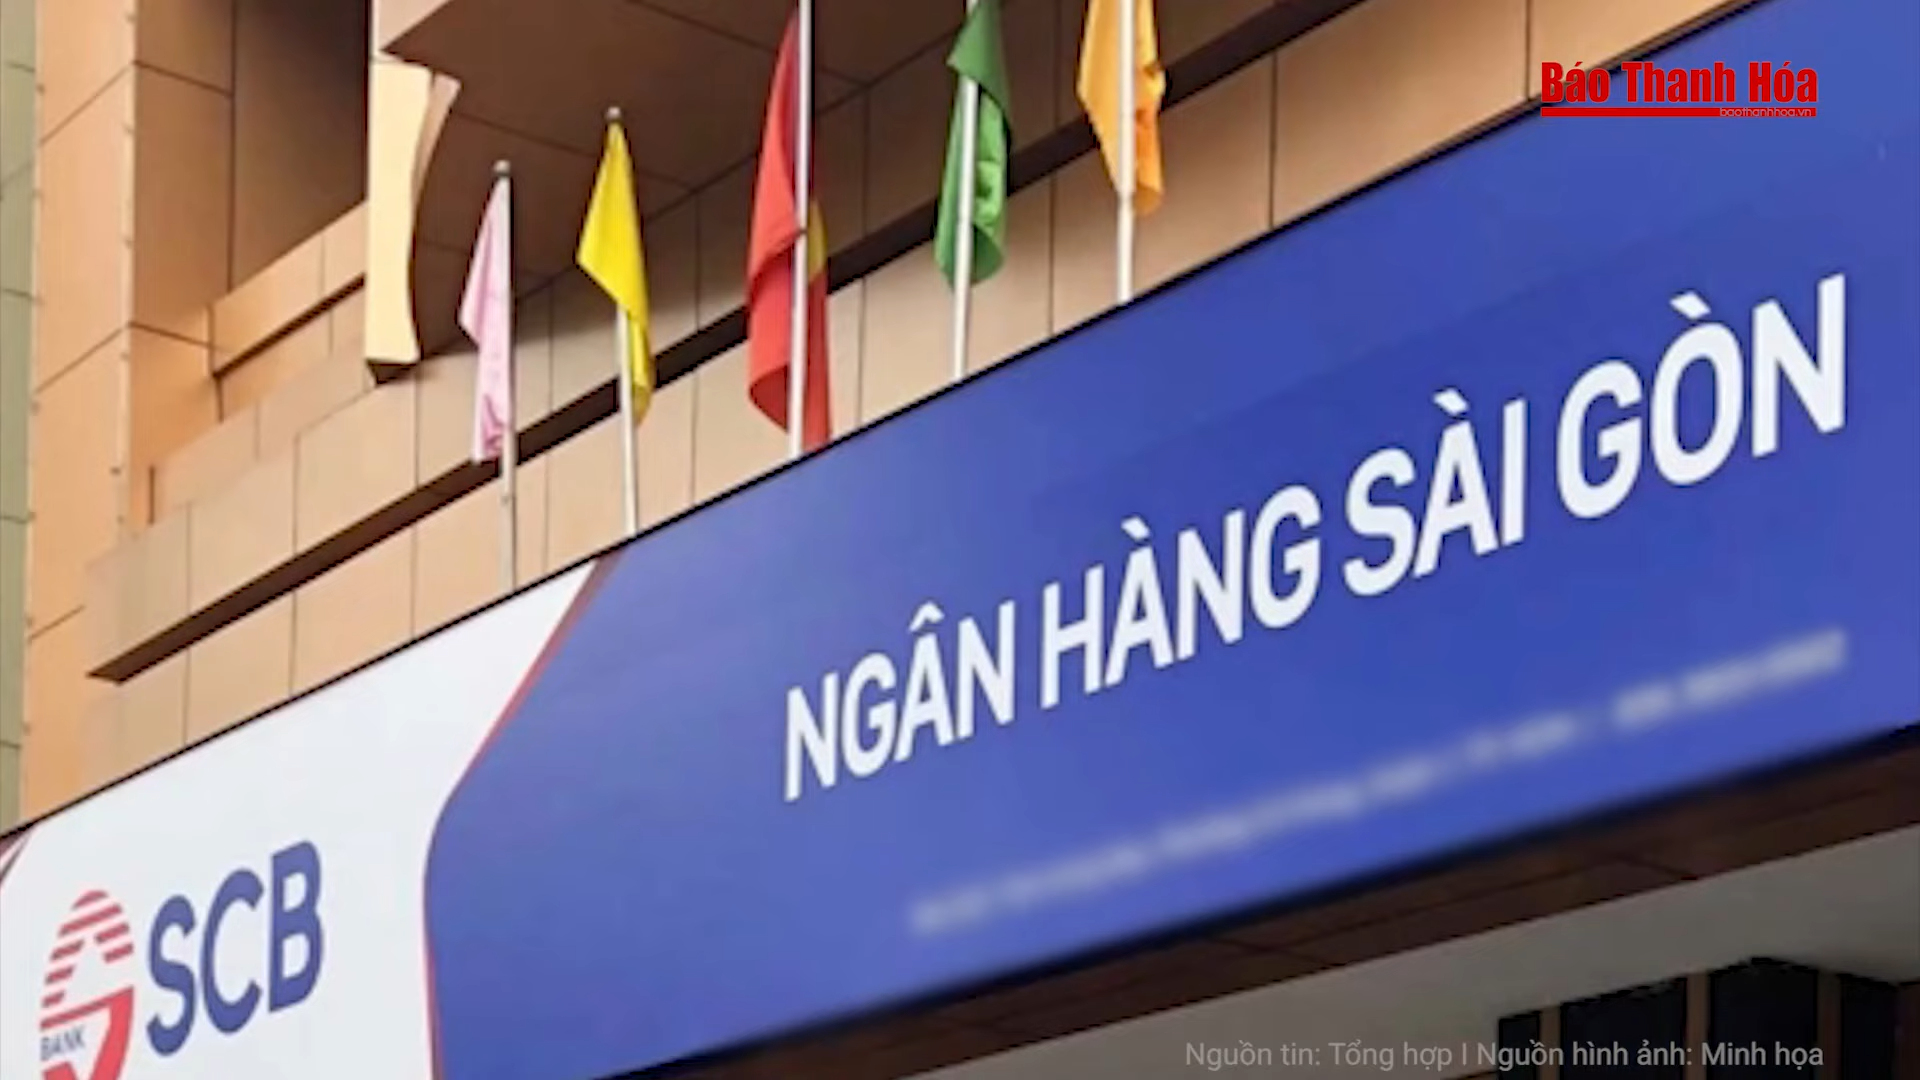 Báo Thanh Hóa
baothanhhoa.vn
NGÂN HÀNG SÀI GÒN
SCB
BANK
Nguồn tin: Tổng hợp I Nguồn hình ảnh: Minh họa